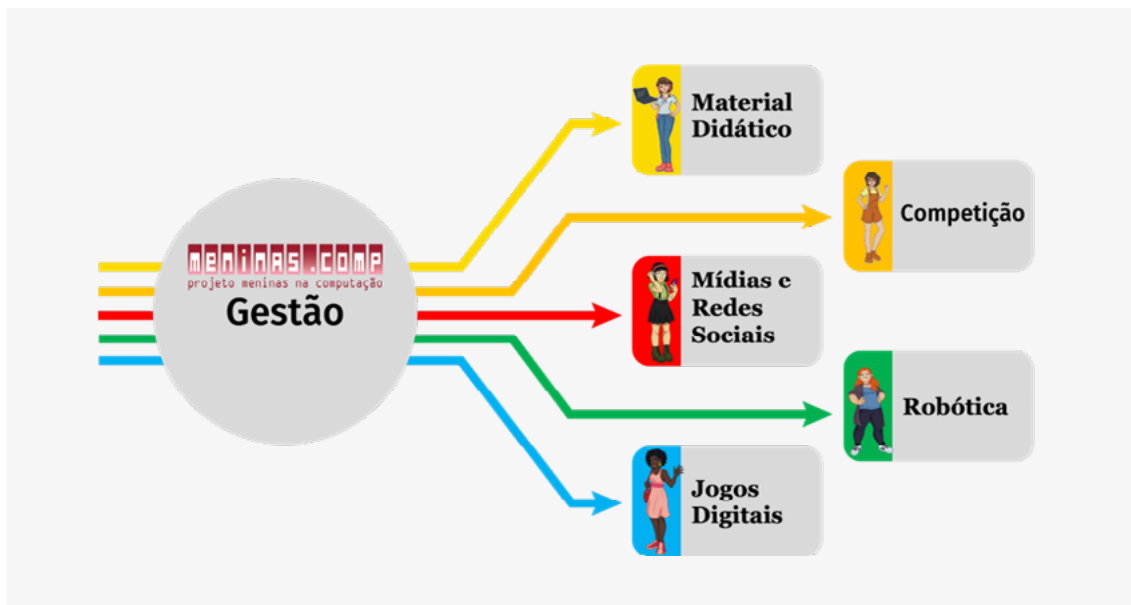 meninas.comp
projeto meninas na computação
Gestão
Material
Didático
Competição
Mídias e
Redes
Sociais
Robótica
Jogos
Digitais